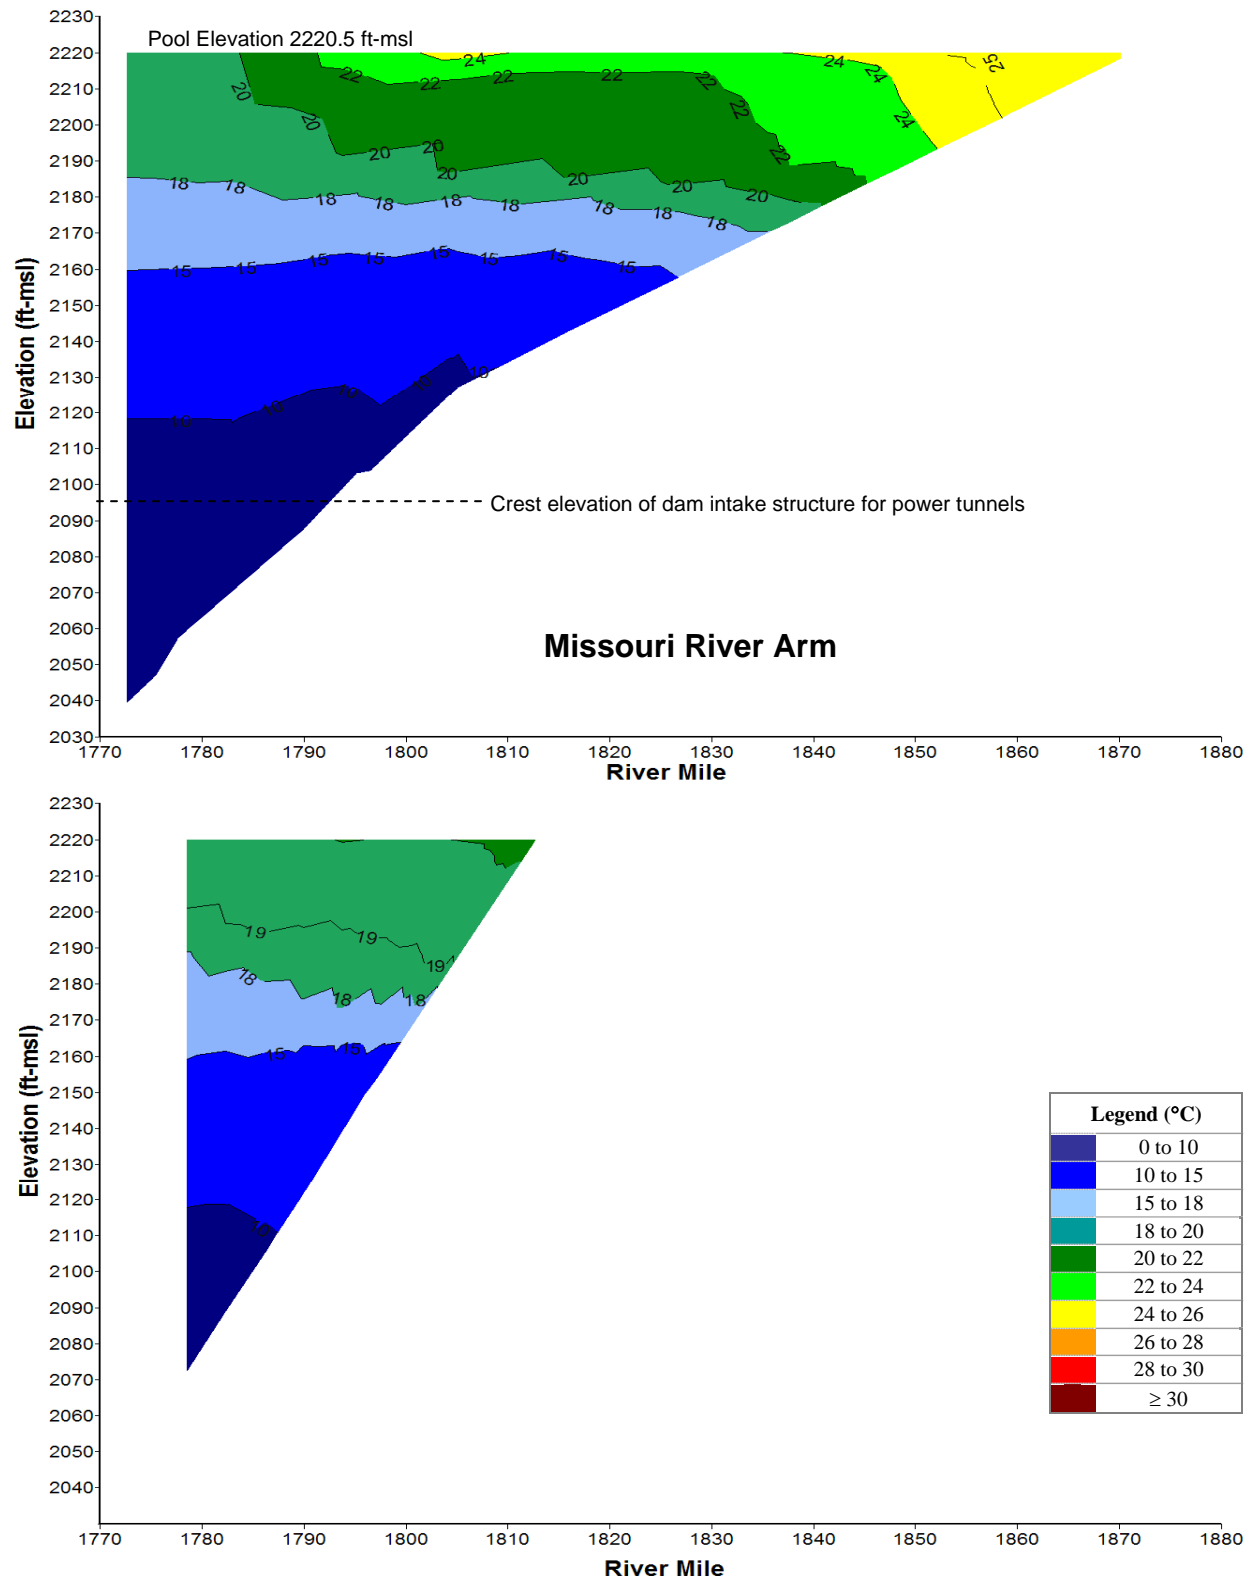 2230
2220
2210
2200
2190
2180
2170
2160
2150
2140
2130
2120
2110
2100
2090
2080
2070
2060
2050
2040
2030
Elevation (ft-msl)
Pool Elevation 2220.5 ft-msl
24 24 25
22 22 22 22 24
20 20 22 24
20 20 22
20 20 20 20
18 18 18 18 18 18 18 18 18
15 15 15 15 15 15 15
10 10 10 10 10
Crest elevation of dam intake structure for power tunnels
Missouri River Arm
1770 1780 1790 1800 1810 1820 1830 1840 1850 1860 1870 1880
River Mile
2230
2220
2210
2200
2190
2180
2170
2160
2150
2140
2130
2120
2110
2100
2090
2080
2070
2060
2050
2040
Elevation (ft-msl)
19 19 19
18 18 18
15 15
10
1770 1780 1790 1800 1810 1820 1830 1840 1850 1860 1870 1880
River Mile
Legend (°C)
0 to 10
10 to 15
15 to 18
18 to 20
20 to 22
22 to 24
24 to 26
26 to 28
28 to 30
≥ 30